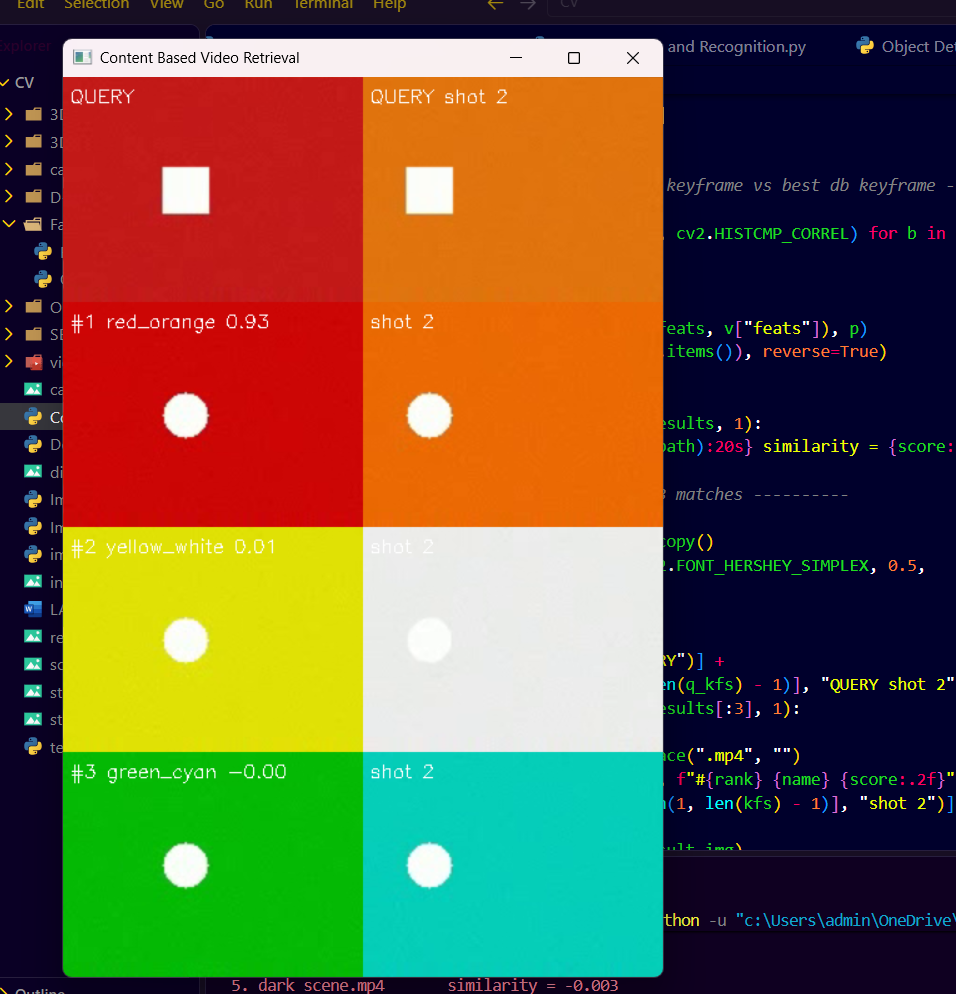 Edit Selection View Go Run Terminal Help
CV
Explorer
and Recognition.py
Object Det
Content Based Video Retrieval
CV
QUERY
QUERY shot 2
keyframe vs best db keyframe -
cv2.HISTCMP_CORREL) for b in
#1 red_orange 0.93
shot 2
feats, v["feats"]), p)
items()), reverse=True)
esults, 1):
path):20s} similarity = {score:
3 matches ----------
#2 yellow_white 0.01
shot 2
opy()
.FONT_HERSHEY_SIMPLEX, 0.5,
RY")] +
en(q_kfs) - 1)], "QUERY shot 2"
esults[:3], 1):
ace(".mp4", "")
#3 green_cyan -0.00
shot 2
f"#{rank} {name} {score:.2f}"
(1, len(kfs) - 1)], "shot 2")]
thon -u "c:\Users\admin\OneDrive\
5. dark_scene.mp4 similarity = -0.003
Outline